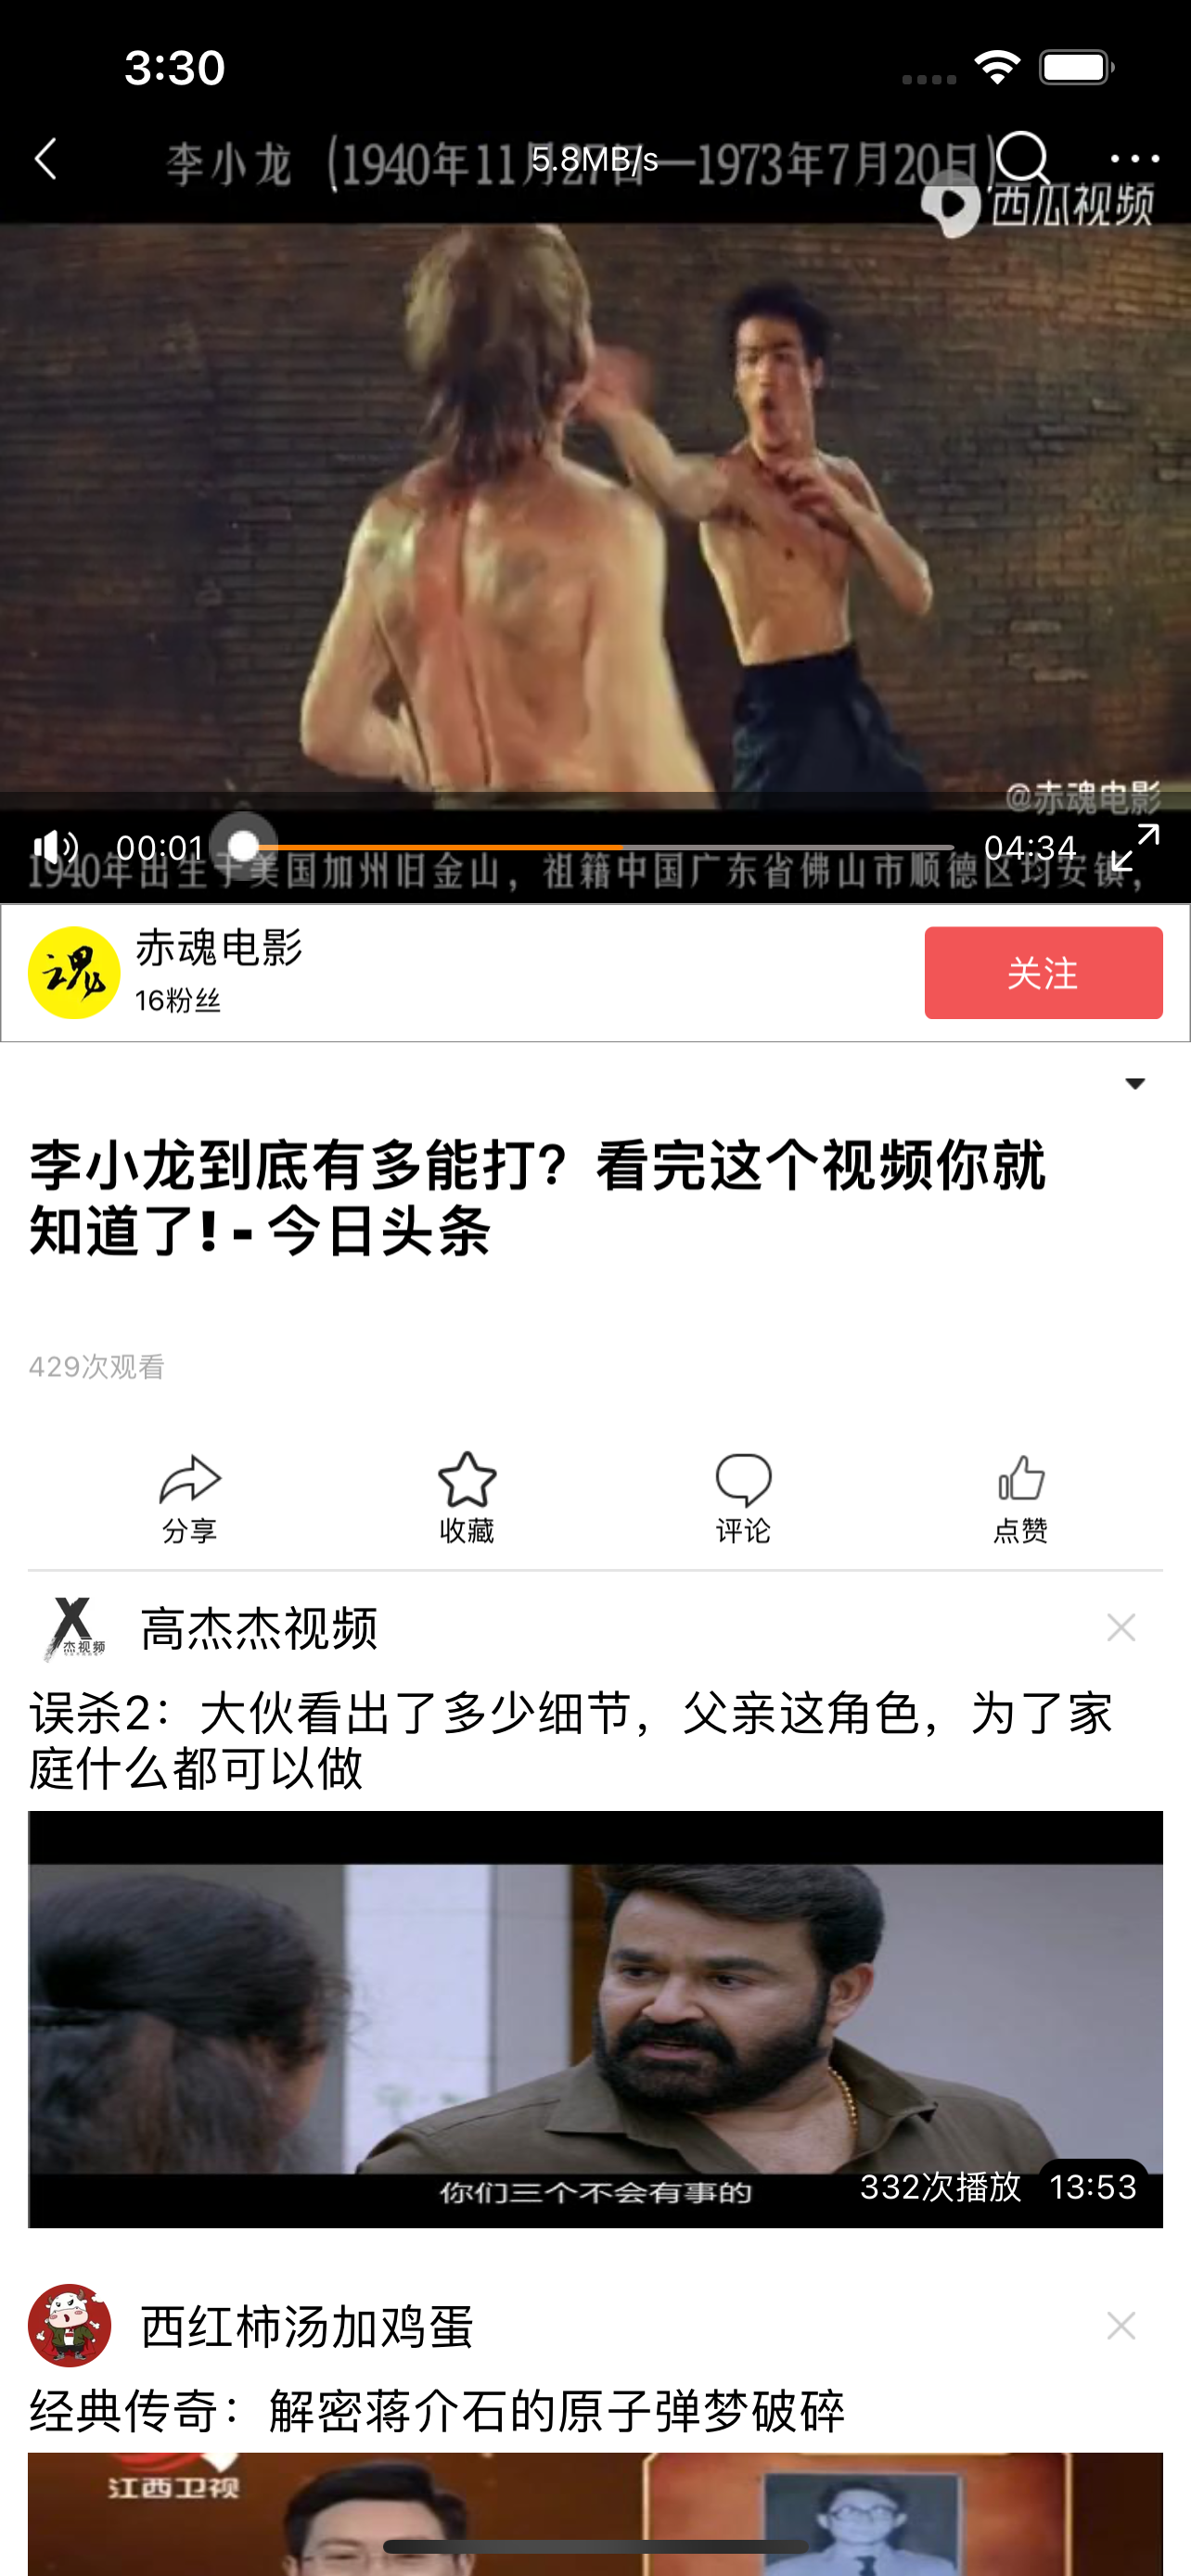 3:30
李小龙 (1940年11月27日—1973年7月20日)
5.8MB/s
西瓜视频
@赤魂电影
00:01
04:34
1940年出生于美国加州旧金山，祖籍中国广东省佛山市顺德区均安镇，
魂
赤魂电影
16粉丝
关注
李小龙到底有多能打？看完这个视频你就
知道了! - 今日头条
429次观看
分享
收藏
评论
点赞
X
杰视频
高杰杰视频
误杀2：大伙看出了多少细节，父亲这角色，为了家
庭什么都可以做
你们三个不会有事的
332次播放
13:53
西红柿汤加鸡蛋
经典传奇：解密蒋介石的原子弹梦破碎
江西卫视